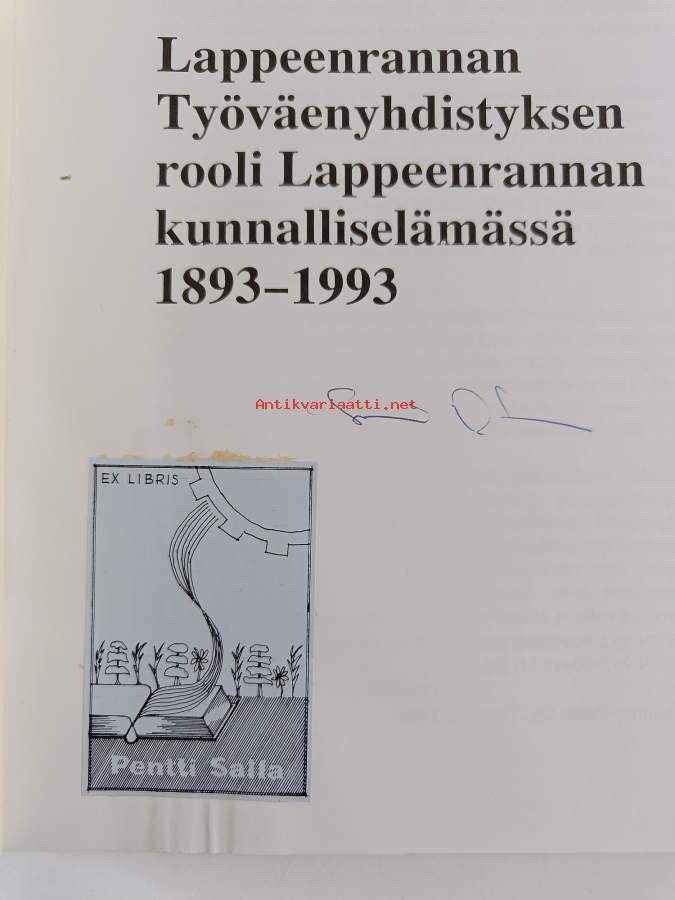 Lappeenrannan
Työväenyhdistyksen
rooli Lappeenrannan
kunnalliselämässä
1893–1993
Antikvariaatti.net
EX LIBRIS
Pentti Salla